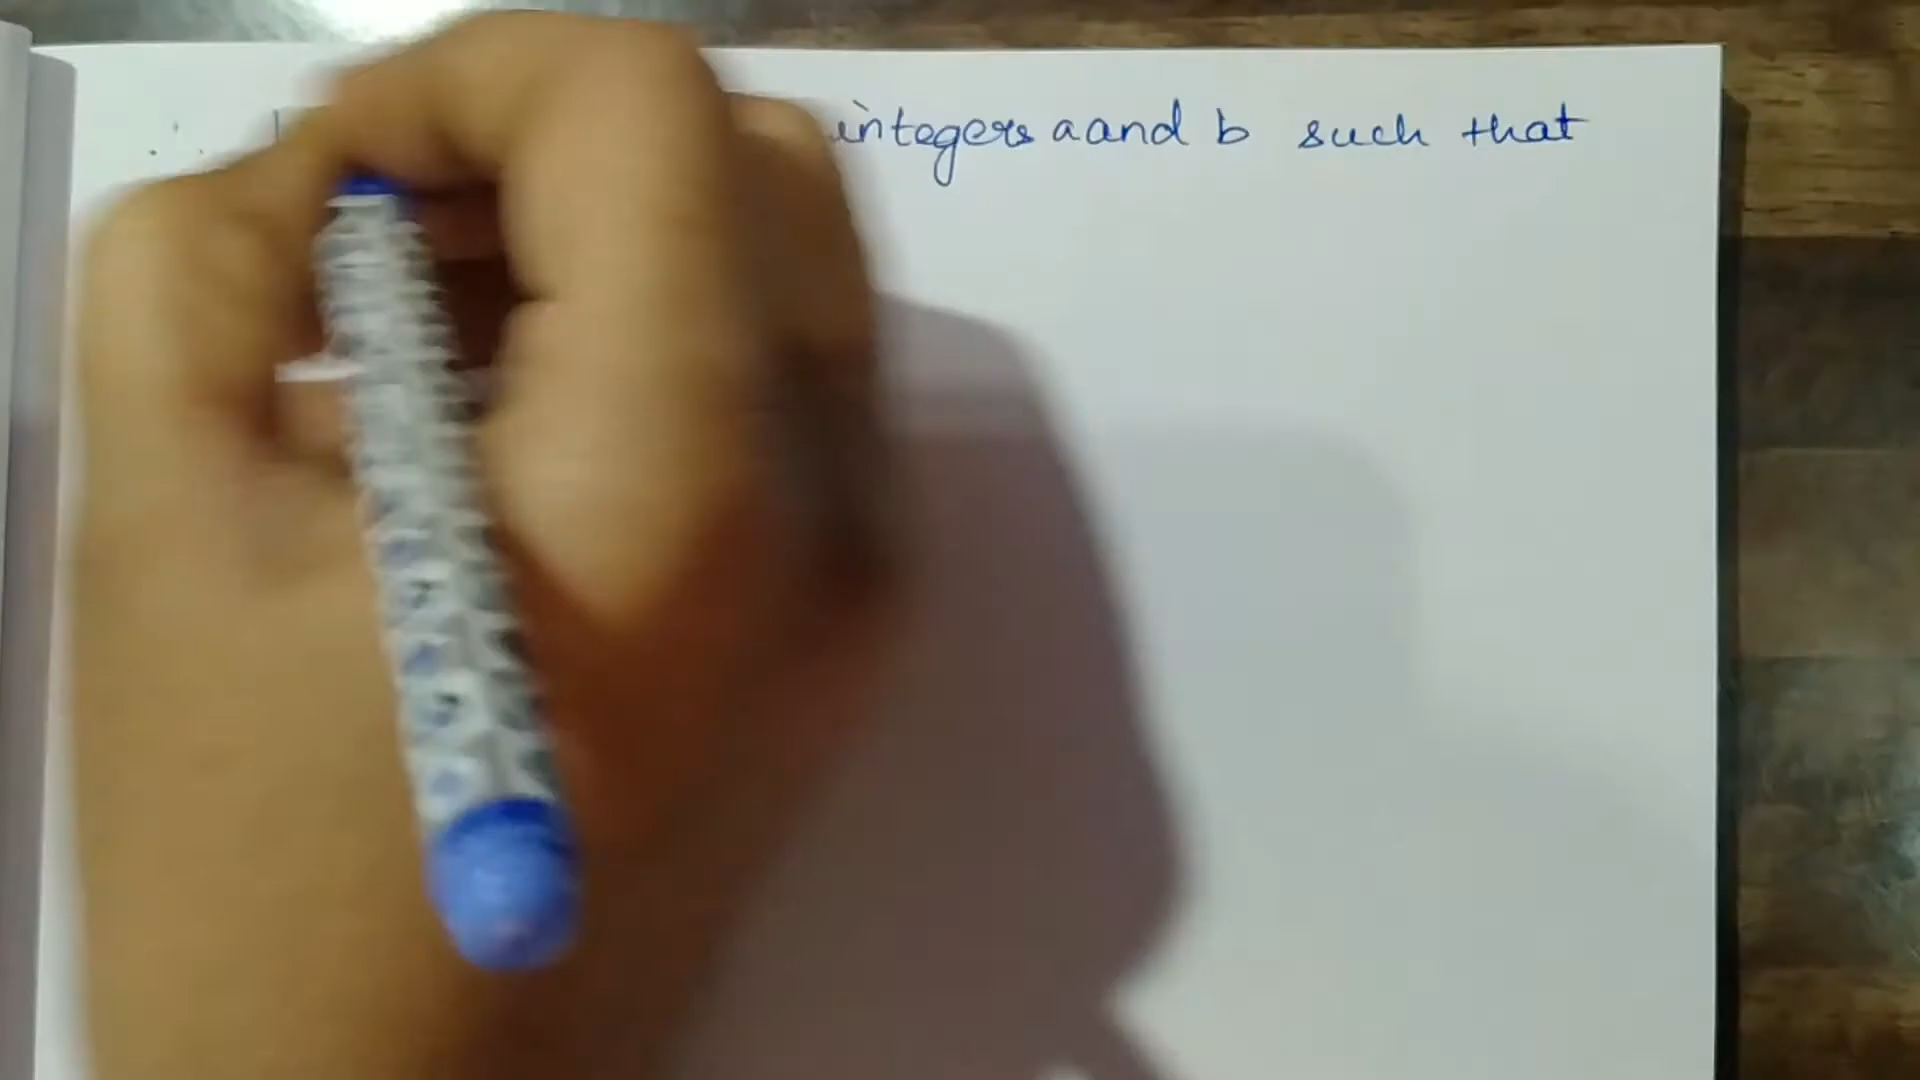 ∴ integers a and b such that